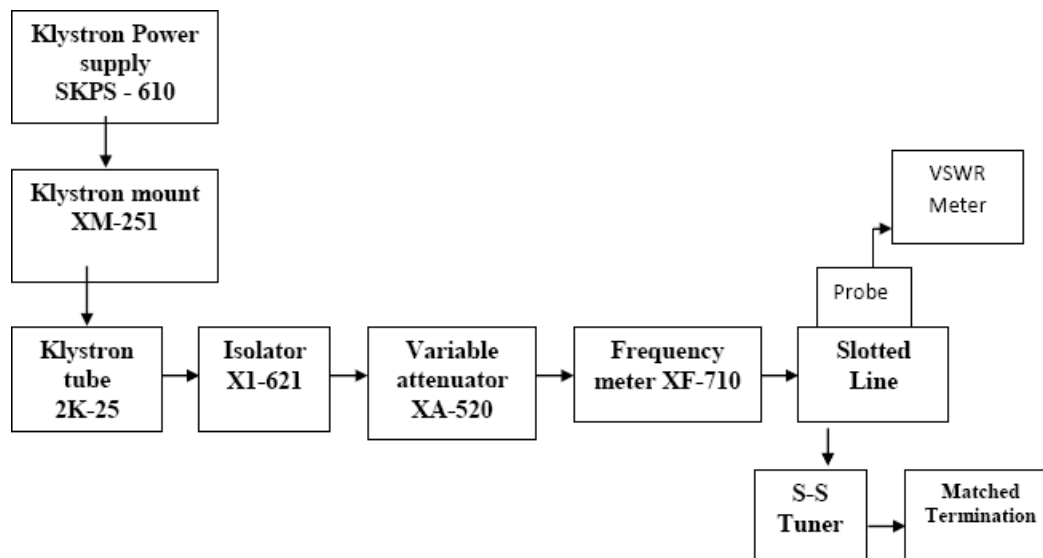 Klystron Power
supply
SKPS - 610
Klystron mount
XM-251
VSWR
Meter
Probe
Klystron
tube
2K-25
Isolator
X1-621
Variable
attenuator
XA-520
Frequency
meter XF-710
Slotted
Line
S-S
Tuner
Matched
Termination